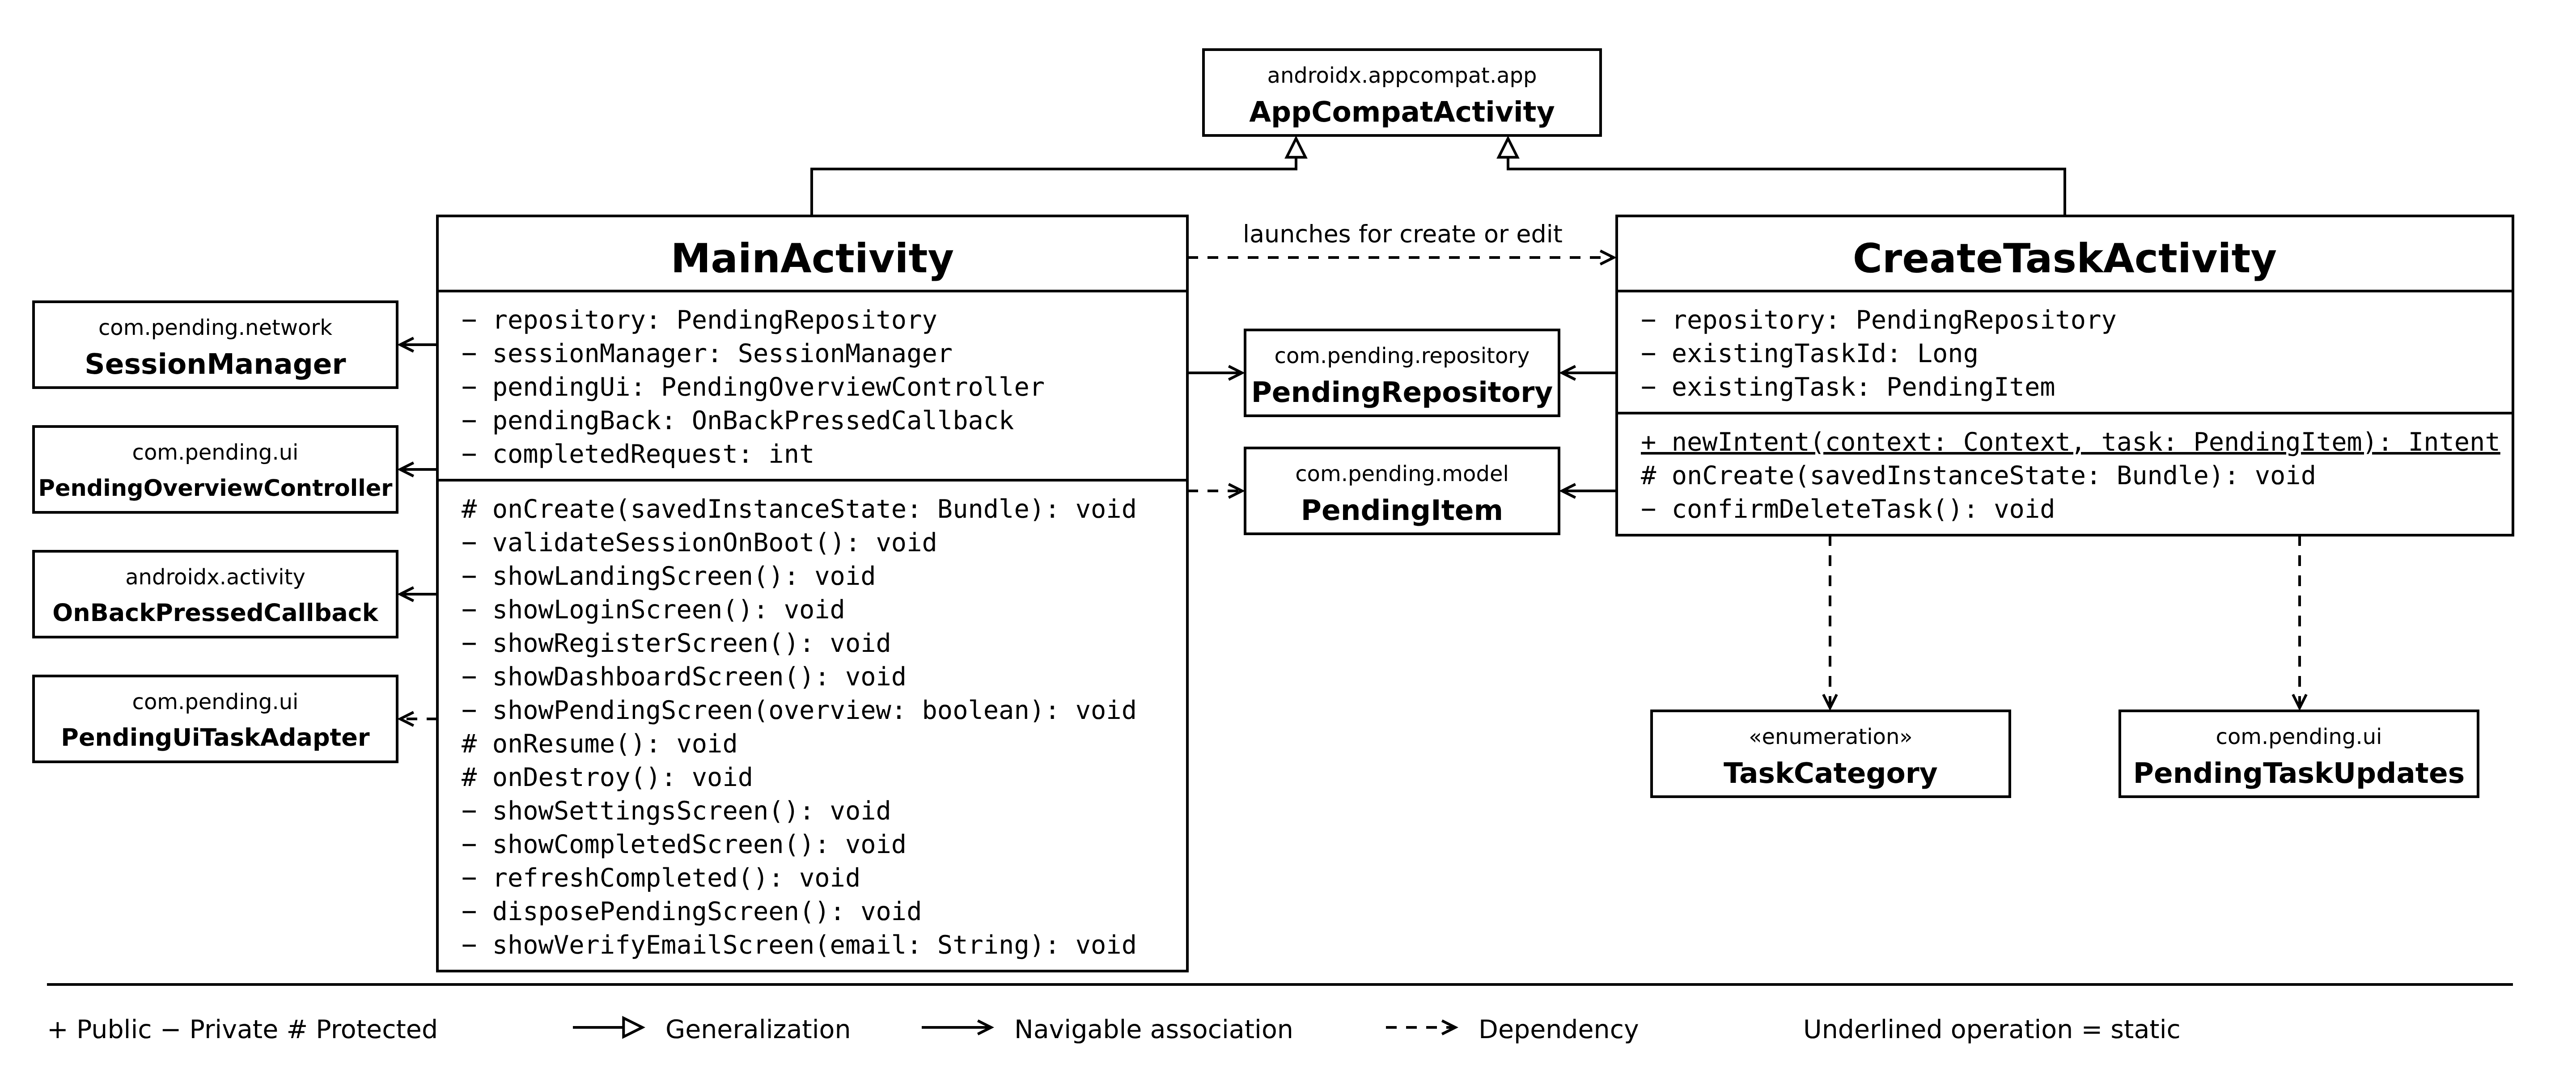 androidx.appcompat.app
AppCompatActivity
launches for create or edit
MainActivity
− repository: PendingRepository
− sessionManager: SessionManager
− pendingUi: PendingOverviewController
− pendingBack: OnBackPressedCallback
− completedRequest: int
# onCreate(savedInstanceState: Bundle): void
− validateSessionOnBoot(): void
− showLandingScreen(): void
− showLoginScreen(): void
− showRegisterScreen(): void
− showDashboardScreen(): void
− showPendingScreen(overview: boolean): void
# onResume(): void
# onDestroy(): void
− showSettingsScreen(): void
− showCompletedScreen(): void
− refreshCompleted(): void
− disposePendingScreen(): void
− showVerifyEmailScreen(email: String): void
com.pending.network
SessionManager
com.pending.ui
PendingOverviewController
androidx.activity
OnBackPressedCallback
com.pending.ui
PendingUiTaskAdapter
com.pending.repository
PendingRepository
com.pending.model
PendingItem
CreateTaskActivity
− repository: PendingRepository
− existingTaskId: Long
− existingTask: PendingItem
+ newIntent(context: Context, task: PendingItem): Intent
# onCreate(savedInstanceState: Bundle): void
− confirmDeleteTask(): void
«enumeration»
TaskCategory
com.pending.ui
PendingTaskUpdates
+ Public − Private # Protected
Generalization
Navigable association
Dependency
Underlined operation = static